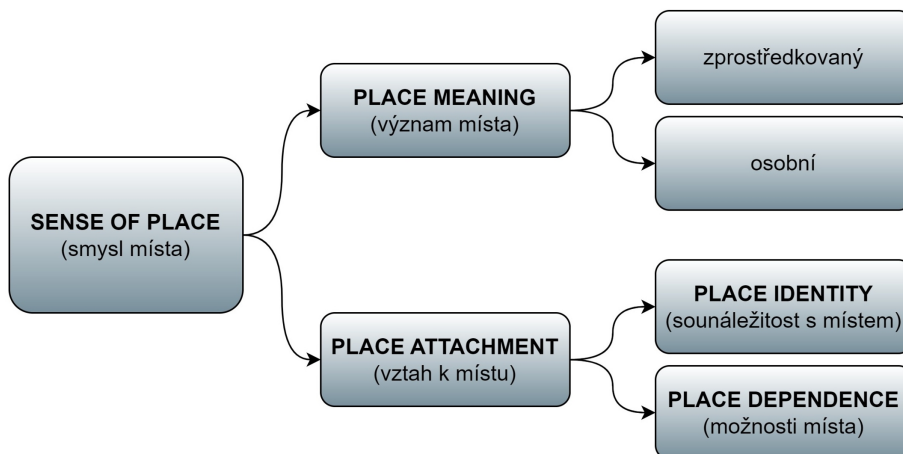 SENSE OF PLACE
(smysl místa)
PLACE MEANING
(význam místa)
zprostředkovaný
osobní
PLACE ATTACHMENT
(vztah k místu)
PLACE IDENTITY
(sounáležitost s místem)
PLACE DEPENDENCE
(možnosti místa)